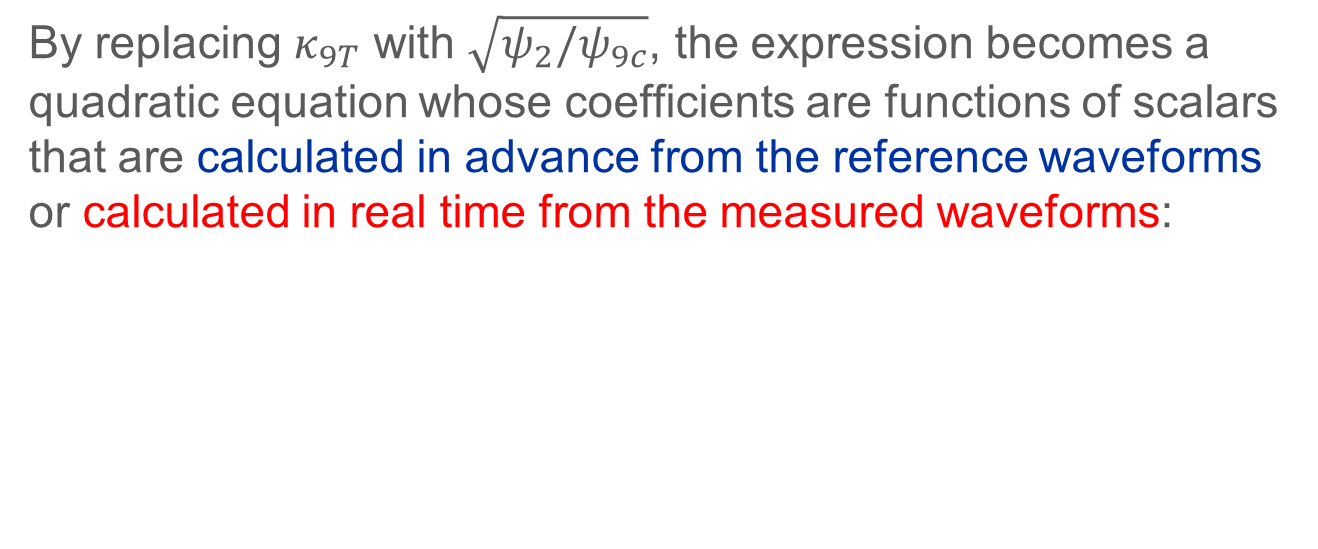 By replacing κ₉T with √ψ₂/ψ₉c, the expression becomes a
quadratic equation whose coefficients are functions of scalars
that are calculated in advance from the reference waveforms
or calculated in real time from the measured waveforms: